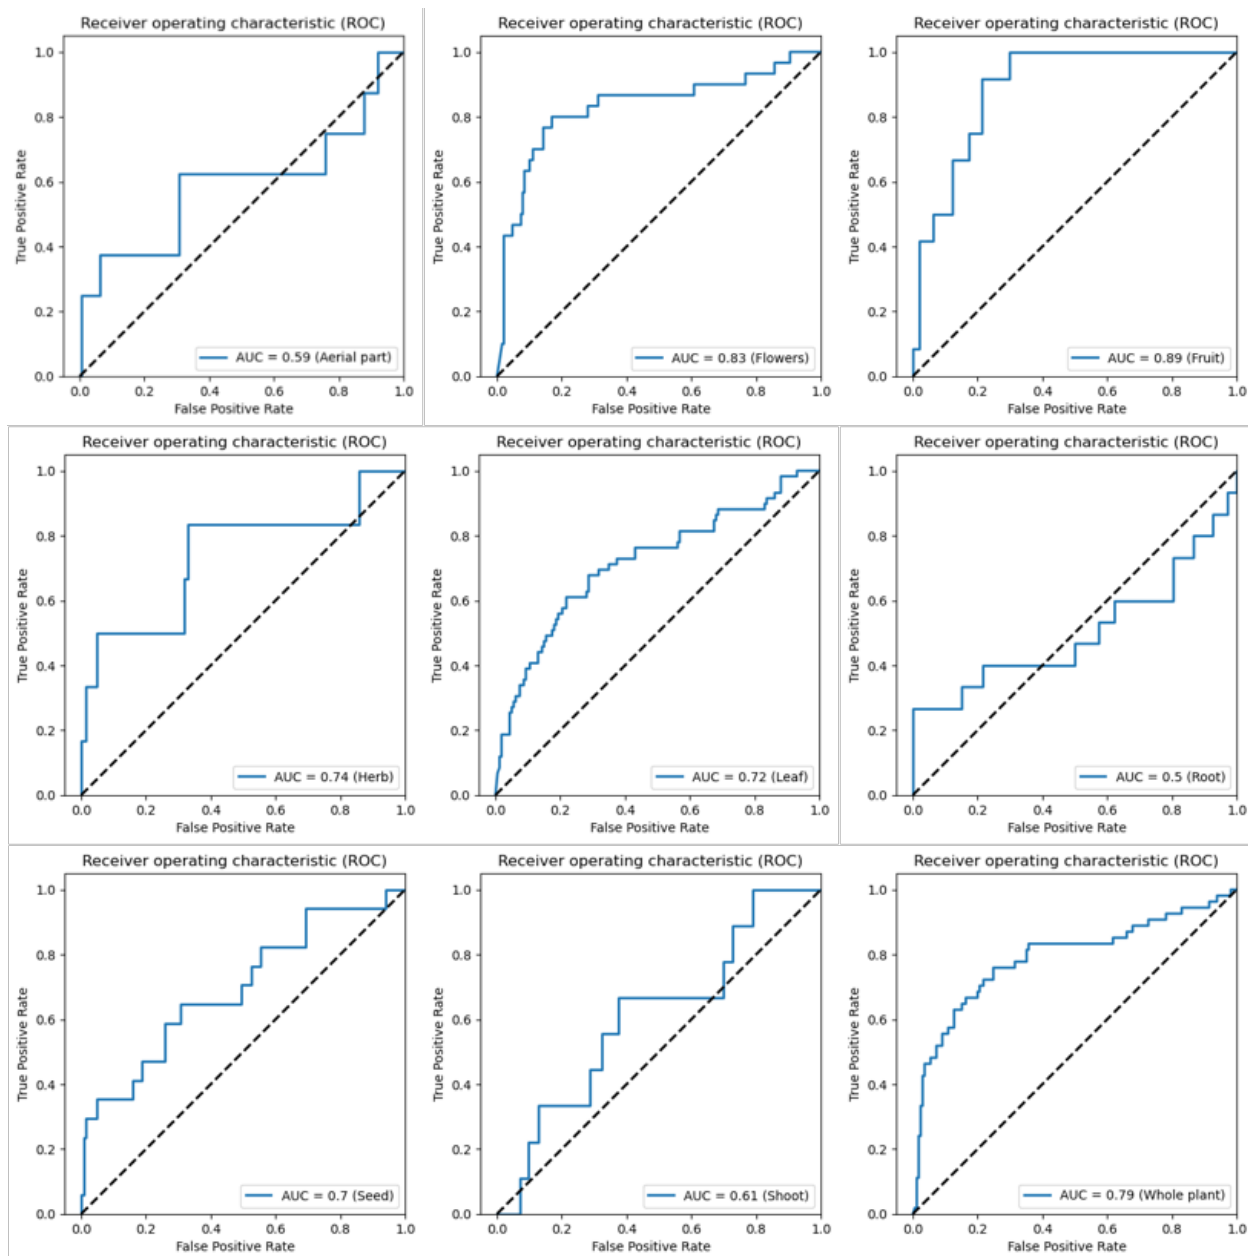 Receiver operating characteristic (ROC)
1.0
0.8
0.6
0.4
0.2
0.0
True Positive Rate
AUC = 0.59 (Aerial part)
0.0 0.2 0.4 0.6 0.8 1.0
False Positive Rate
Receiver operating characteristic (ROC)
1.0
0.8
0.6
0.4
0.2
0.0
True Positive Rate
AUC = 0.83 (Flowers)
0.0 0.2 0.4 0.6 0.8 1.0
False Positive Rate
Receiver operating characteristic (ROC)
1.0
0.8
0.6
0.4
0.2
0.0
True Positive Rate
AUC = 0.89 (Fruit)
0.0 0.2 0.4 0.6 0.8 1.0
False Positive Rate
Receiver operating characteristic (ROC)
1.0
0.8
0.6
0.4
0.2
0.0
True Positive Rate
AUC = 0.74 (Herb)
0.0 0.2 0.4 0.6 0.8 1.0
False Positive Rate
Receiver operating characteristic (ROC)
1.0
0.8
0.6
0.4
0.2
0.0
True Positive Rate
AUC = 0.72 (Leaf)
0.0 0.2 0.4 0.6 0.8 1.0
False Positive Rate
Receiver operating characteristic (ROC)
1.0
0.8
0.6
0.4
0.2
0.0
True Positive Rate
AUC = 0.5 (Root)
0.0 0.2 0.4 0.6 0.8 1.0
False Positive Rate
Receiver operating characteristic (ROC)
1.0
0.8
0.6
0.4
0.2
0.0
True Positive Rate
AUC = 0.7 (Seed)
0.0 0.2 0.4 0.6 0.8 1.0
False Positive Rate
Receiver operating characteristic (ROC)
1.0
0.8
0.6
0.4
0.2
0.0
True Positive Rate
AUC = 0.61 (Shoot)
0.0 0.2 0.4 0.6 0.8 1.0
False Positive Rate
Receiver operating characteristic (ROC)
1.0
0.8
0.6
0.4
0.2
0.0
True Positive Rate
AUC = 0.79 (Whole plant)
0.0 0.2 0.4 0.6 0.8 1.0
False Positive Rate